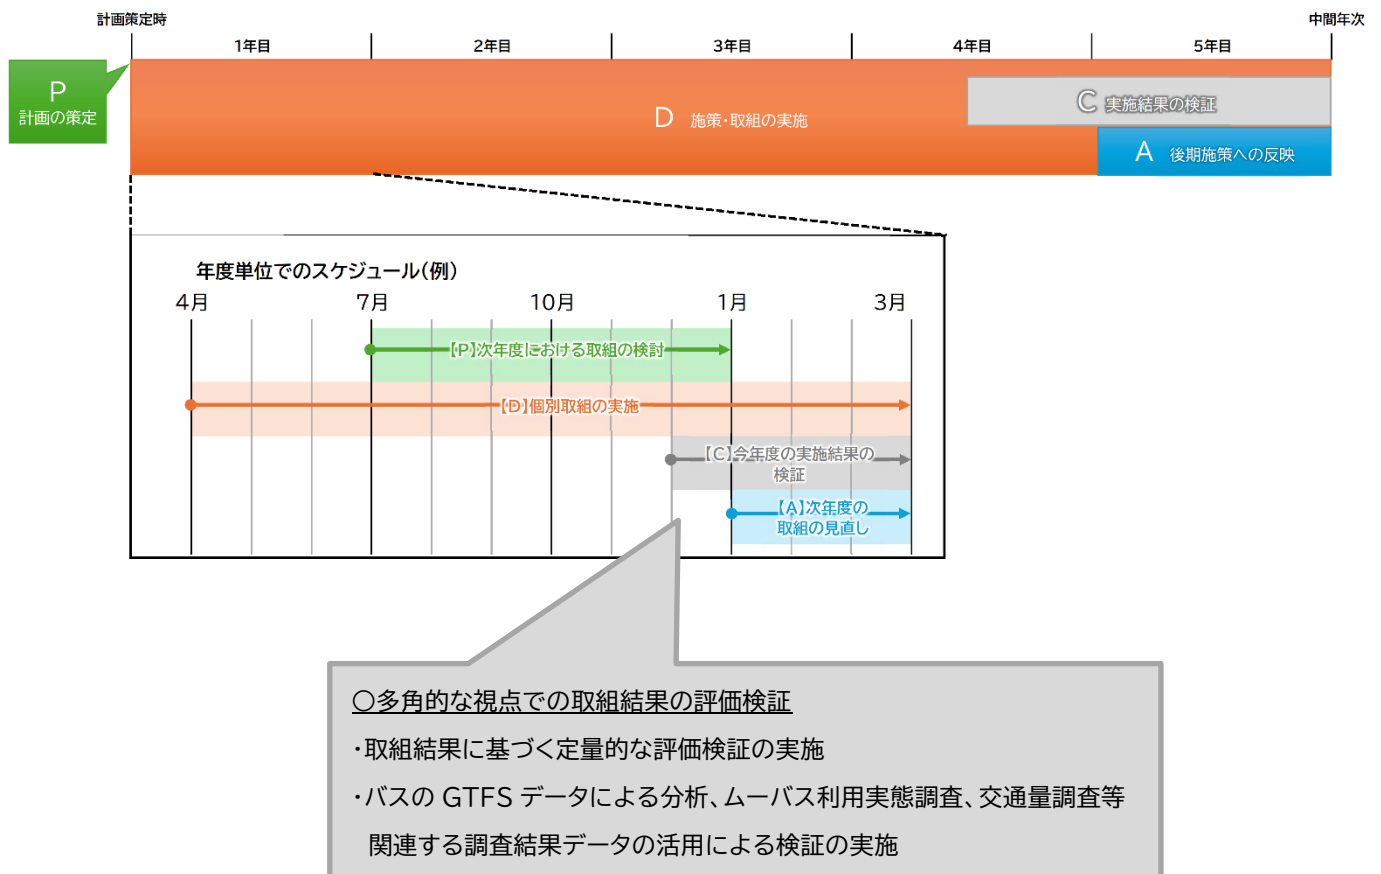 計画策定時
中間年次
1年目
2年目
3年目
4年目
5年目
P
計画の策定
D 施策・取組の実施
C 実施結果の検証
A 後期施策への反映
年度単位でのスケジュール(例)
4月
7月
10月
1月
3月
【P】次年度における取組の検討
【D】個別取組の実施
【C】今年度の実施結果の
検証
【A】次年度の
取組の見直し
〇多角的な視点での取組結果の評価検証
・取組結果に基づく定量的な評価検証の実施
・バスの GTFS データによる分析、ムーバス利用実態調査、交通量調査等
関連する調査結果データの活用による検証の実施